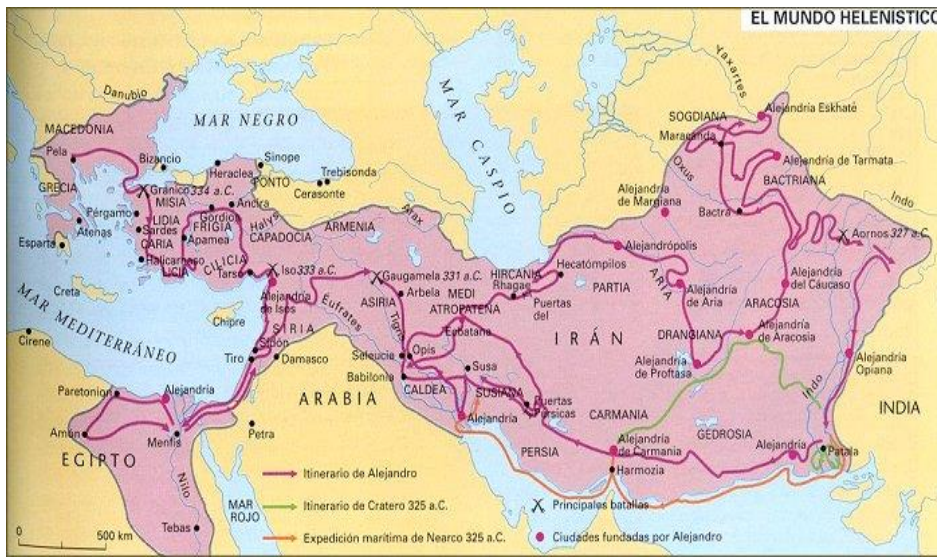 EL MUNDO HELENISTICO
Danubio
MACEDONIA
Pela
MAR NEGRO
Bizancio
Sinope
Heraclea
PONTO
Trebisonda
Cerasonte
GRECIA
Gránico 334 a.C.
MISIA
Pérgamo
LIDIA
Sardes
Atenas
CARIA
Esparta
Halicarnaso
LICIA
Gordios
Ancira
FRIGIA
Apamea
Halys
CAPADOCIA
ARMENIA
Arax
CILICIA
Tarso
Iso 333 a.C.
Alejandría
de Isos
Creta
Chipre
MAR MEDITERRÁNEO
Cirene
SIRIA
Sidón
Tiro
Damasco
Eufrates
Gaugamela 331 a.C.
Arbela
ASIRIA
Tigris
MEDI
ATROPATENA
Ecbatana
Seleucie
Opis
Babilonia
CALDEA
Susa
SUSIANA
Alejandría
Puertas
Pérsicas
PERSIA
ARABIA
Paretonion
Alejandría
Amón
Menfis
EGIPTO
Nilo
Tebas
Petra
MAR
ROJO
MAR CASPIO
HIRCANIA
Rhagae
Hecatómpilos
Puertas
del
PARTIA
IRÁN
Alejandrópolis
ARIA
Alejandría
de Aria
DRANGIANA
Alejandría
de Proftasa
CARMANIA
Alejandría
de Carmania
Harmozia
GEDROSIA
Alejandría
Patala
Yaxartes
SOGDIANA
Alejandría Eskhaté
Maracanda
Oxus
Alejandría de Tarmata
BACTRIANA
Alejandría
de Margiana
Bactra
Indo
Aornos 327 a.C.
Alejandría
del Cáucaso
ARACOSIA
Alejandría
de Aracosia
Indo
Alejandría
Opiana
INDIA
Itinerario de Alejandro
Itinerario de Cratero 325 a.C.
Expedición marítima de Nearco 325 a.C.
Principales batallas
Ciudades fundadas por Alejandro
0
500 km